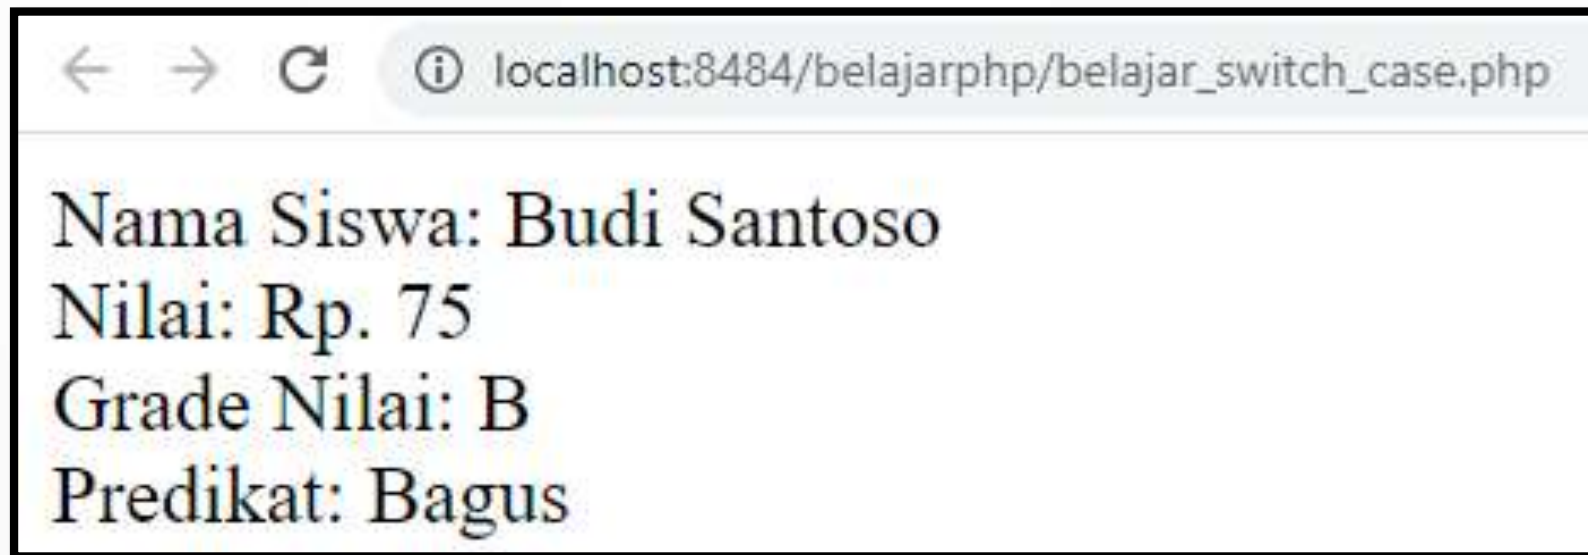 localhost:8484/belajarphp/belajar_switch_case.php
Nama Siswa: Budi Santoso
Nilai: Rp. 75
Grade Nilai: B
Predikat: Bagus